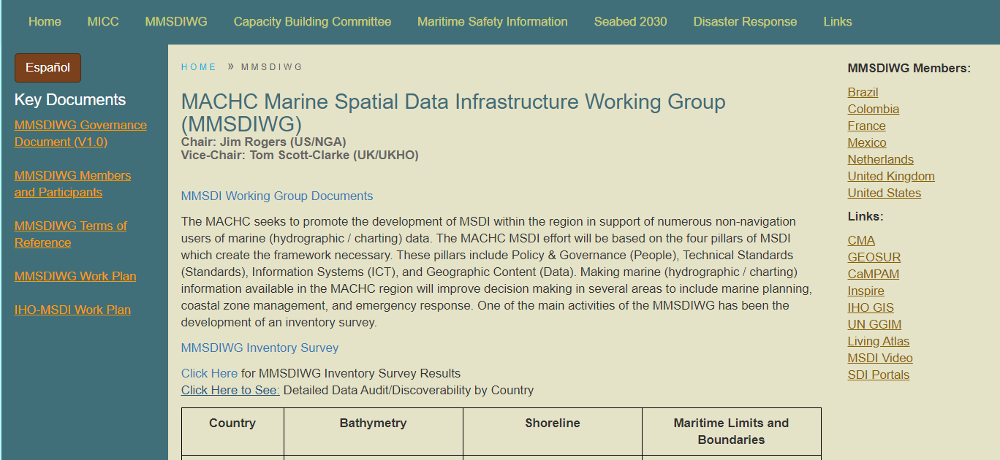 Home MICC MMSDIWG Capacity Building Committee Maritime Safety Information Seabed 2030 Disaster Response Links
Español
Key Documents
MMSDIWG Governance
Document (V1.0)
MMSDIWG Members
and Participants
MMSDIWG Terms of
Reference
MMSDIWG Work Plan
IHO-MSDI Work Plan
HOME » MMSDIWG
MACHC Marine Spatial Data Infrastructure Working Group
(MMSDIWG)
Chair: Jim Rogers (US/NGA)
Vice-Chair: Tom Scott-Clarke (UK/UKHO)
MMSDI Working Group Documents
The MACHC seeks to promote the development of MSDI within the region in support of numerous non-navigation
users of marine (hydrographic / charting) data. The MACHC MSDI effort will be based on the four pillars of MSDI
which create the framework necessary. These pillars include Policy & Governance (People), Technical Standards
(Standards), Information Systems (ICT), and Geographic Content (Data). Making marine (hydrographic / charting)
information available in the MACHC region will improve decision making in several areas to include marine planning,
coastal zone management, and emergency response. One of the main activities of the MMSDIWG has been the
development of an inventory survey.
MMSDIWG Inventory Survey
Click Here for MMSDIWG Inventory Survey Results
Click Here to See: Detailed Data Audit/Discoverability by Country
Country Bathymetry Shoreline Maritime Limits and
Boundaries
MMSDIWG Members:
Brazil
Colombia
France
Mexico
Netherlands
United Kingdom
United States
Links:
CMA
GEOSUR
CaMPAM
Inspire
IHO GIS
UN GGIM
Living Atlas
MSDI Video
SDI Portals